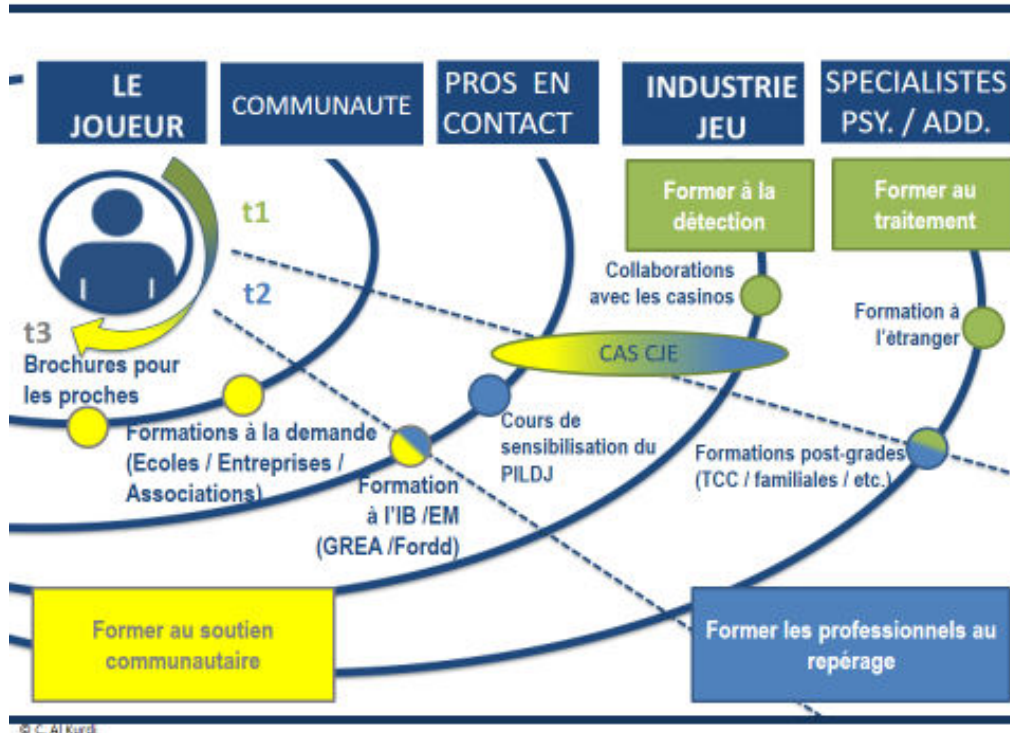 LE
JOUEUR
COMMUNAUTE
PROS EN
CONTACT
INDUSTRIE
JEU
SPECIALISTES
PSY. / ADD.
t1
t2
t3
Former à la
détection
Former au
traitement
Collaborations
avec les casinos
Formation à
l'ètranger
CAS CJE
Brochures pour
les proches
Formations à la demande
(Ecoles / Entreprises /
Associations)
Formation
à l'IB /EM
(GREA /Fordd)
Cours de
sensibilisation du
PILDJ
Formations post-grades
(TCC / familiales / etc.)
Former au soutien
communautaire
Former les professionnels au
repérage
© C. Al Kurdi